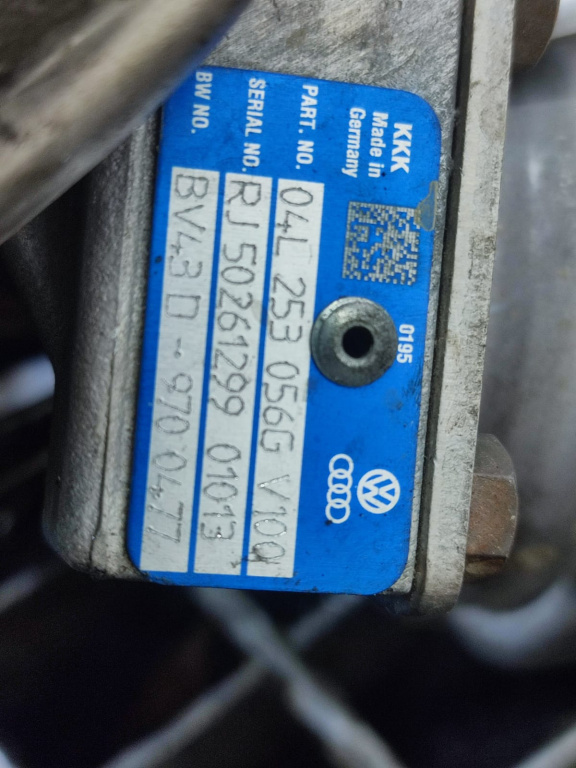 KKK
Made in
Germany
PART. NO. 04L 253 056G V100
SERIAL NO. RJ 50261299 01013
BW NO. BV43D - 970 0477
0195